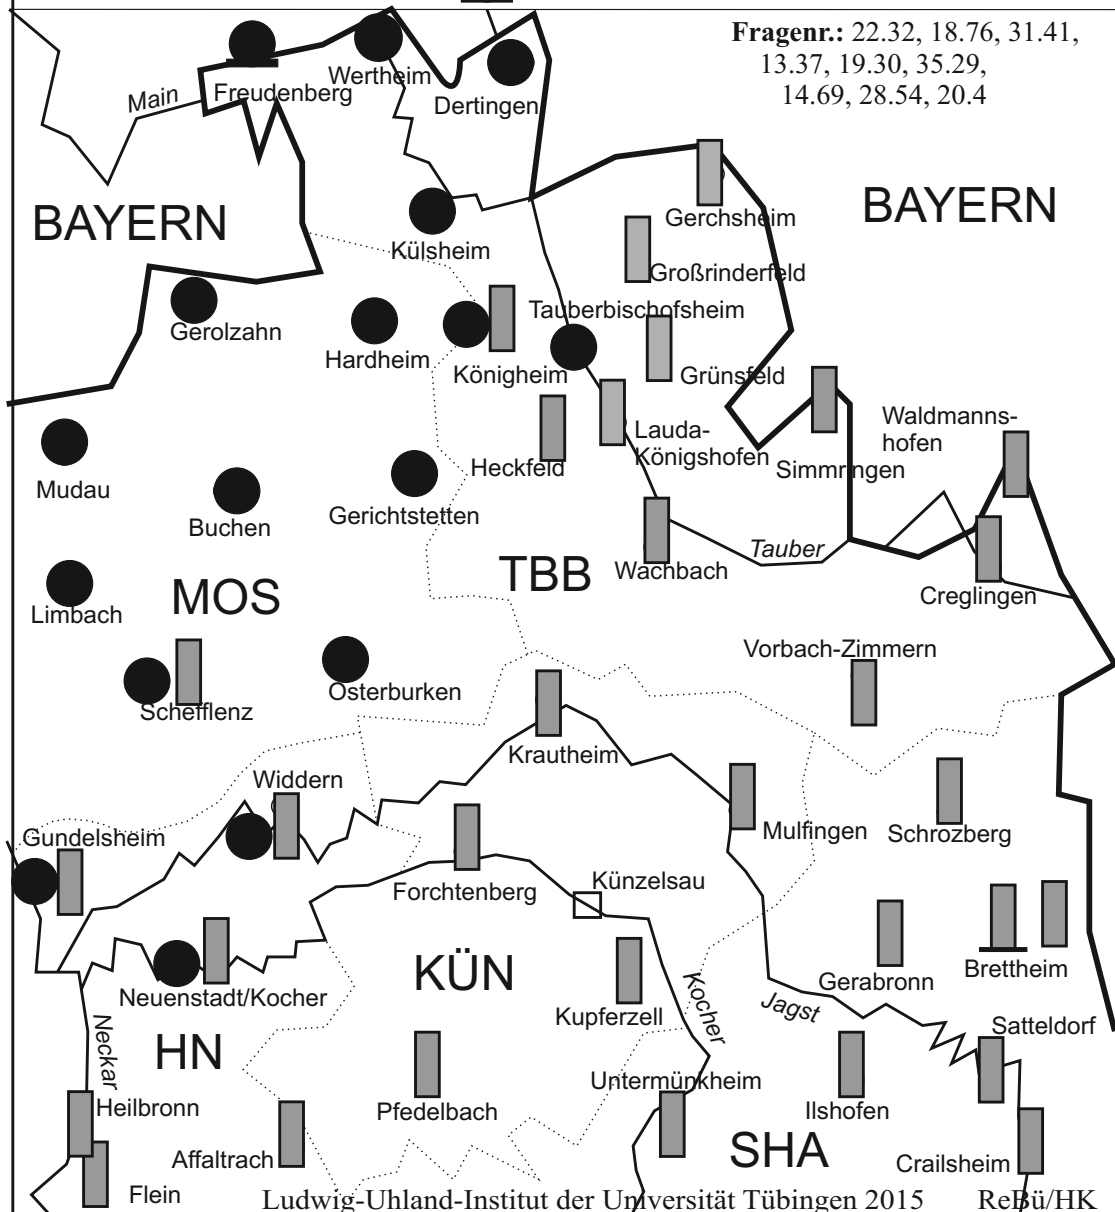 Fragenr.: 22.32, 18.76, 31.41,
13.37, 19.30, 35.29,
14.69, 28.54, 20.4
Wertheim
Freudenberg
Main
Dertingen
BAYERN
BAYERN
Gerchsheim
Külsheim
Großrinderfeld
Tauberbischofsheim
Gerolzahn
Hardheim
Königheim
Grünsfeld
Lauda-
Königshofen
Waldmanns-
hofen
Heckfeld
Simmringen
Mudau
Buchen
Gerichtstetten
Tauber
Wachbach
TBB
MOS
Creglingen
Limbach
Vorbach-Zimmern
Osterburken
Schefflenz
Krautheim
Widdern
Gundelsheim
Mulfingen
Schrozberg
Forchtenberg
Künzelsau
KÜN
Brettheim
Gerabronn
Neuenstadt/Kocher
Kupferzell
Kocher
Jagst
Satteldorf
Neckar
HN
Untermünkheim
Heilbronn
Pfedelbach
Ilshofen
SHA
Affaltrach
Crailsheim
Flein
Ludwig-Uhland-Institut der Universität Tübingen 2015 ReBü/HK